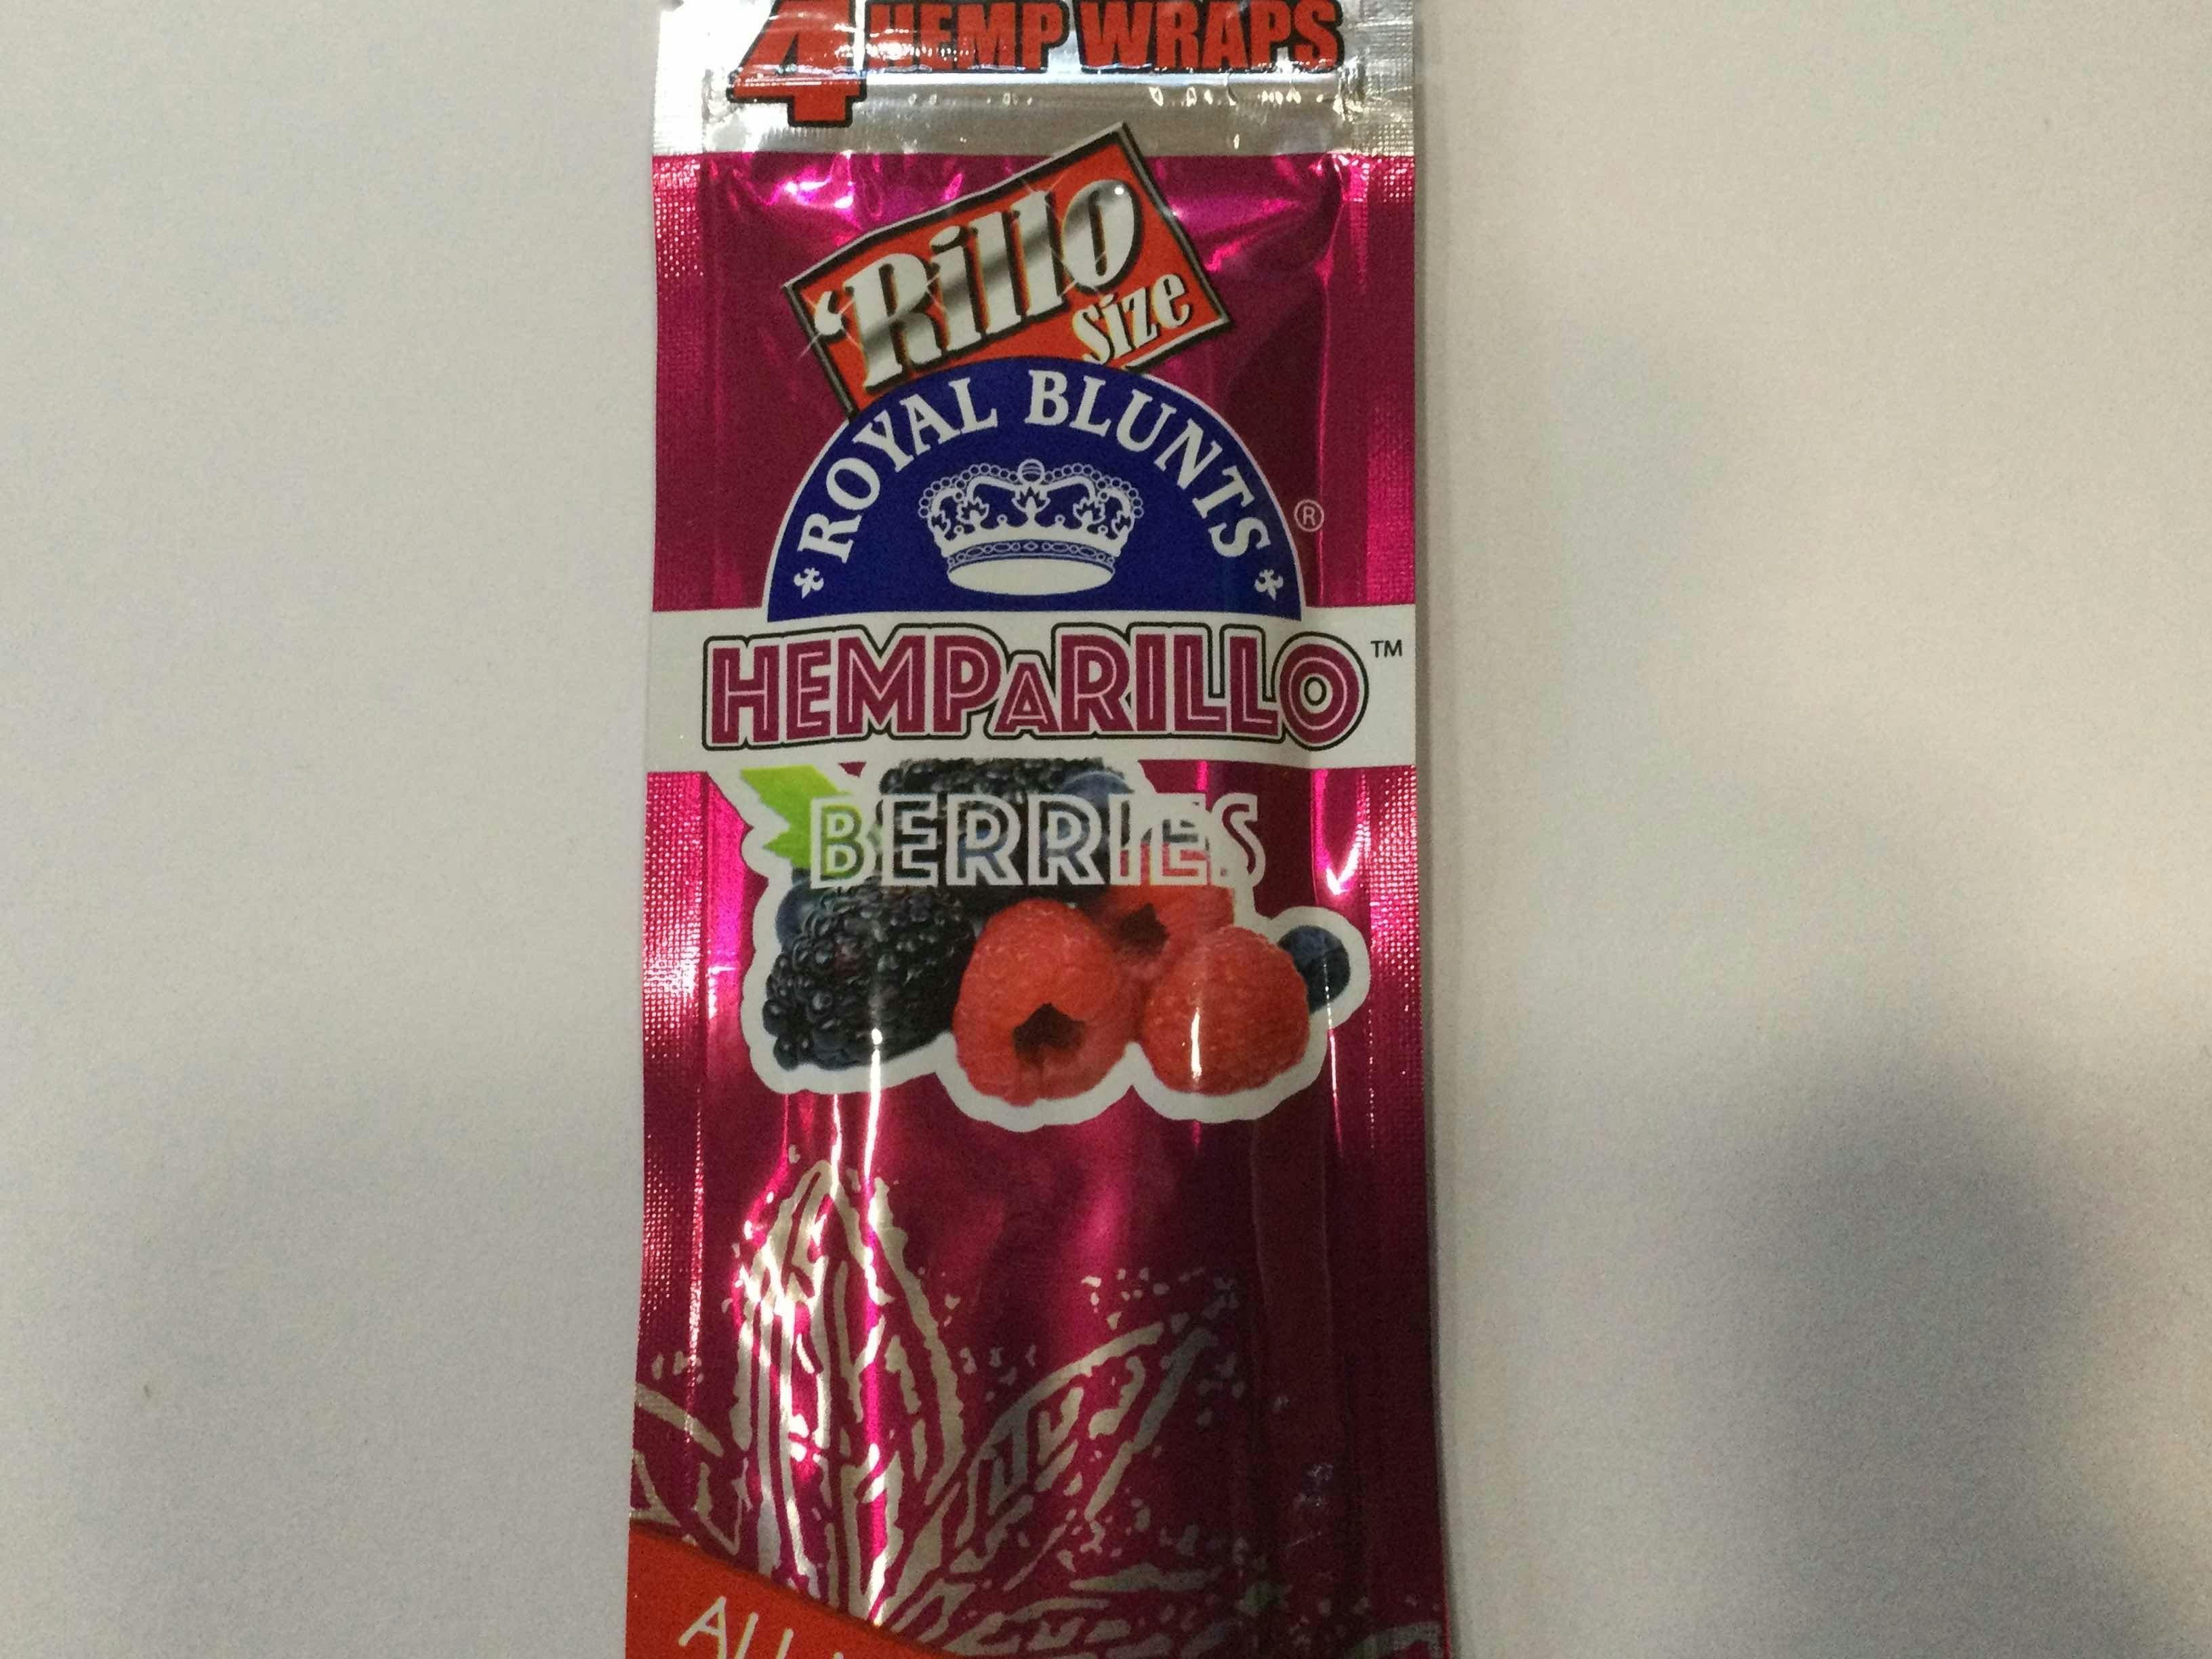 4 HEMP WRAPS
'Rillo
Size
ROYAL BLUNTS ®
HEMPARILLO ™
BERRIES